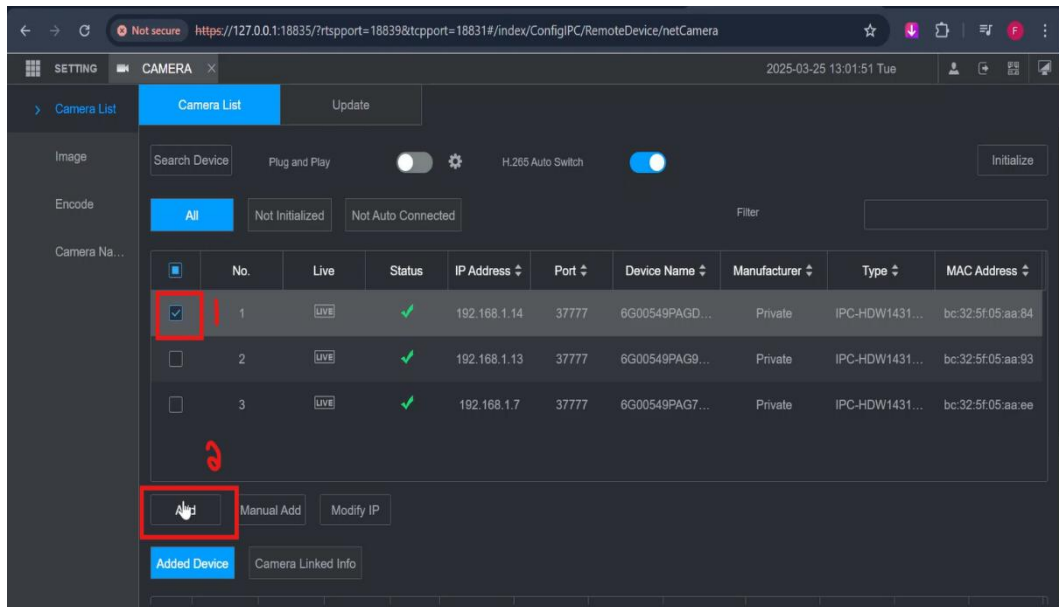 Not secure https://127.0.0.1:18835/?rtspport=18839&tcpport=18831#/index/ConfigIPC/RemoteDevice/netCamera F
SETTING CAMERA × 2025-03-25 13:01:51 Tue
Camera List Camera List Update
Image Search Device Plug and Play H.265 Auto Switch Initialize
Encode All Not Initialized Not Auto Connected Filter
Camera Na...
No. Live Status IP Address Port Device Name Manufacturer Type MAC Address
1 1 LIVE 192.168.1.14 37777 6G00549PAGD... Private IPC-HDW1431... bc:32:5f:05:aa:84
2 LIVE 192.168.1.13 37777 6G00549PAG9... Private IPC-HDW1431... bc:32:5f:05:aa:93
3 LIVE 192.168.1.7 37777 6G00549PAG7... Private IPC-HDW1431... bc:32:5f:05:aa:ee
2
Add Manual Add Modify IP
Added Device Camera Linked Info